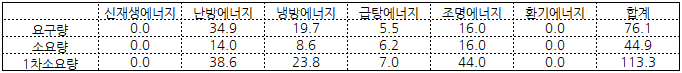 신재생에너지 난방에너지 냉방에너지 급탕에너지 조명에너지 환기에너지 합계
요구량 0.0 34.9 19.7 5.5 16.0 0.0 76.1
소요량 0.0 14.0 8.6 6.2 16.0 0.0 44.9
1차소요량 0.0 38.6 23.8 7.0 44.0 0.0 113.3